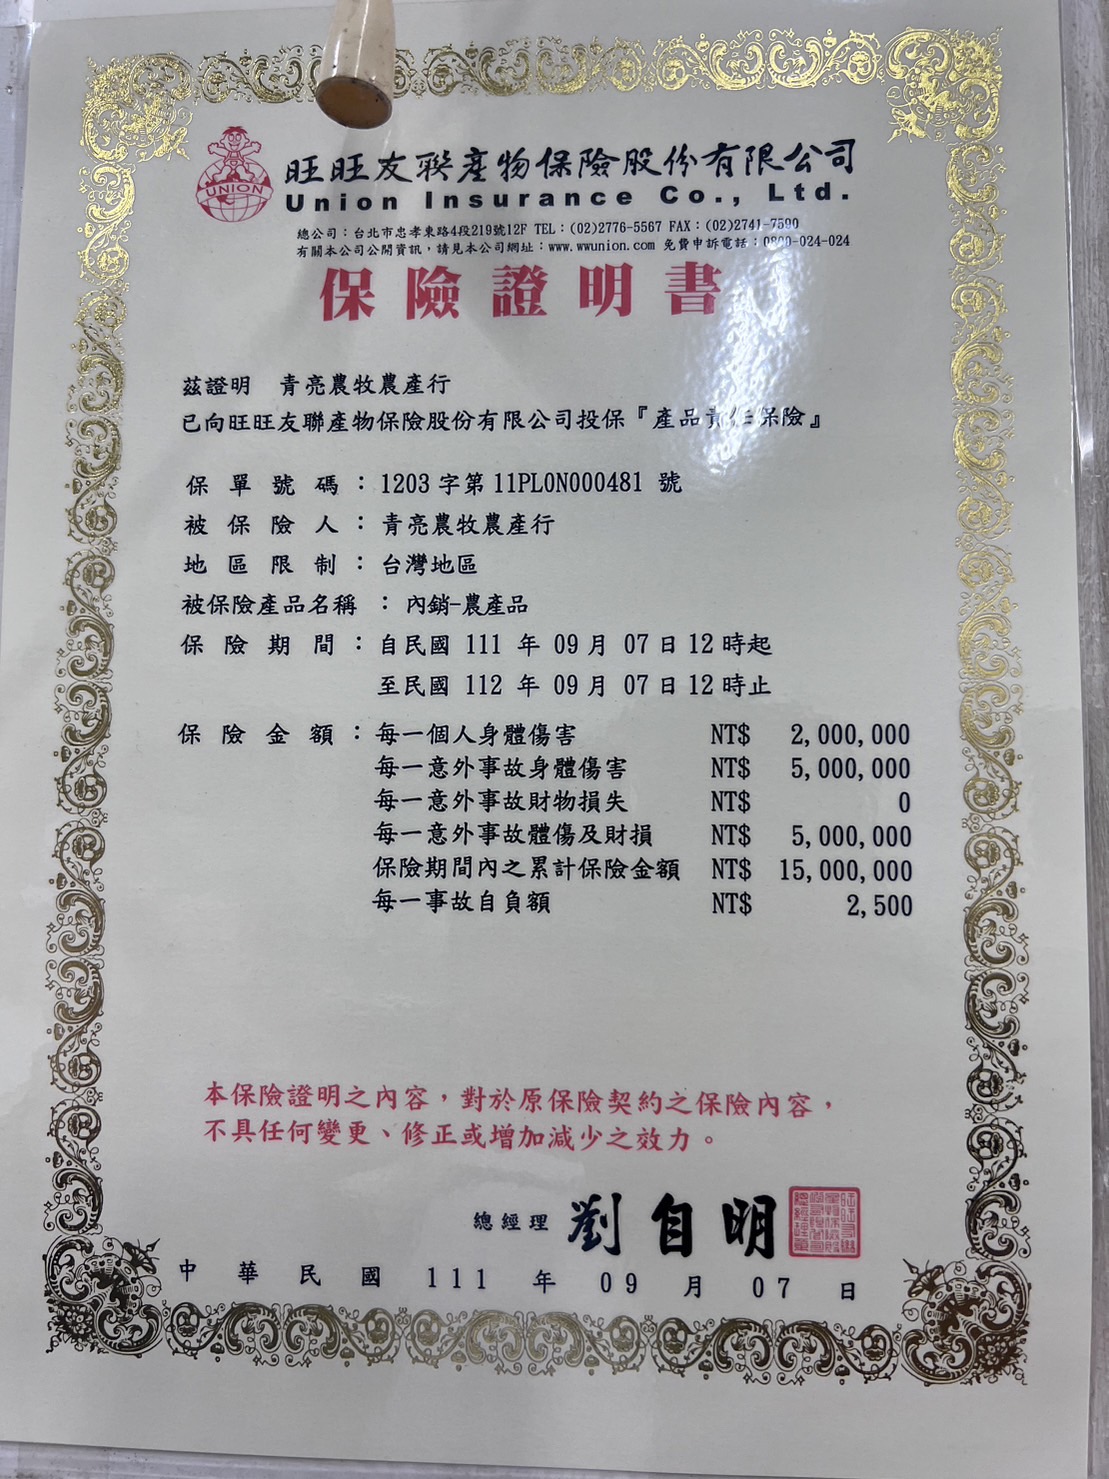 UNION
旺旺友聯產物保險股份有限公司
Union Insurance Co., Ltd.
總公司：台北市忠孝東路4段219號12F TEL：(02)2776-5567 FAX：(02)2741-7590
有關本公司公開資訊，請見本公司網址：www.wwunion.com 免費申訴電話：0800-024-024
保險證明書
茲證明 青亮農牧農產行
已向旺旺友聯產物保險股份有限公司投保『產品責任保險』
保單號碼：1203 字第 11PL0N000481 號
被保險人：青亮農牧農產行
地區限制：台灣地區
被保險產品名稱 ：內銷-農產品
保險期間：自民國 111 年 09 月 07 日 12 時起
至民國 112 年 09 月 07 日 12 時止
保險金額：每一個人身體傷害 NT$ 2,000,000
每一意外事故身體傷害 NT$ 5,000,000
每一意外事故財物損失 NT$ 0
每一意外事故體傷及財損 NT$ 5,000,000
保險期間內之累計保險金額 NT$ 15,000,000
每一事故自負額 NT$ 2,500
本保險證明之內容，對於原保險契約之保險內容，
不具任何變更、修正或增加減少之效力。
總經理 劉自明
中華民國 111 年 09 月 07 日